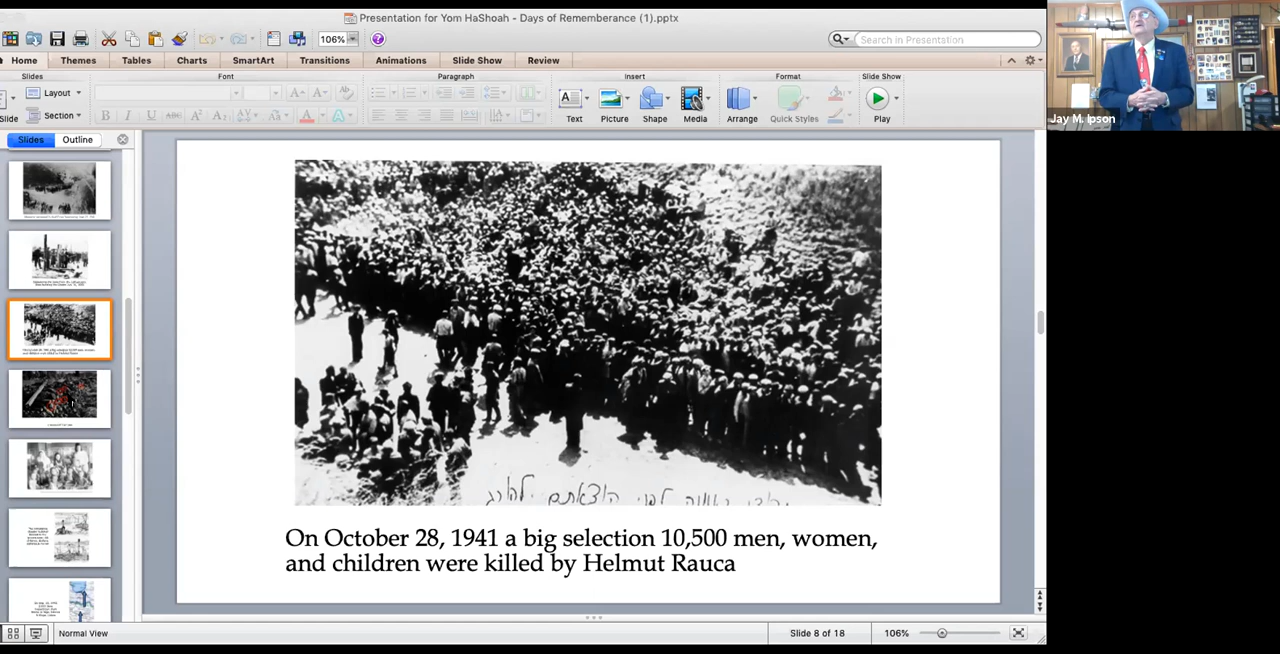 Presentation for Yom HaShoah - Days of Rememberance (1).pptx
106%
Search in Presentation
Home Themes Tables Charts SmartArt Transitions Animations Slide Show Review
Slides Font Paragraph Insert Format Slide Show
Layout
Section
Slide
Text Picture Shape Media Arrange Quick Styles Play
Jay M. Ipson
Slides Outline
On October 28, 1941 a big selection 10,500 men, women,
and children were killed by Helmut Rauca
Normal View
Slide 8 of 18
106%